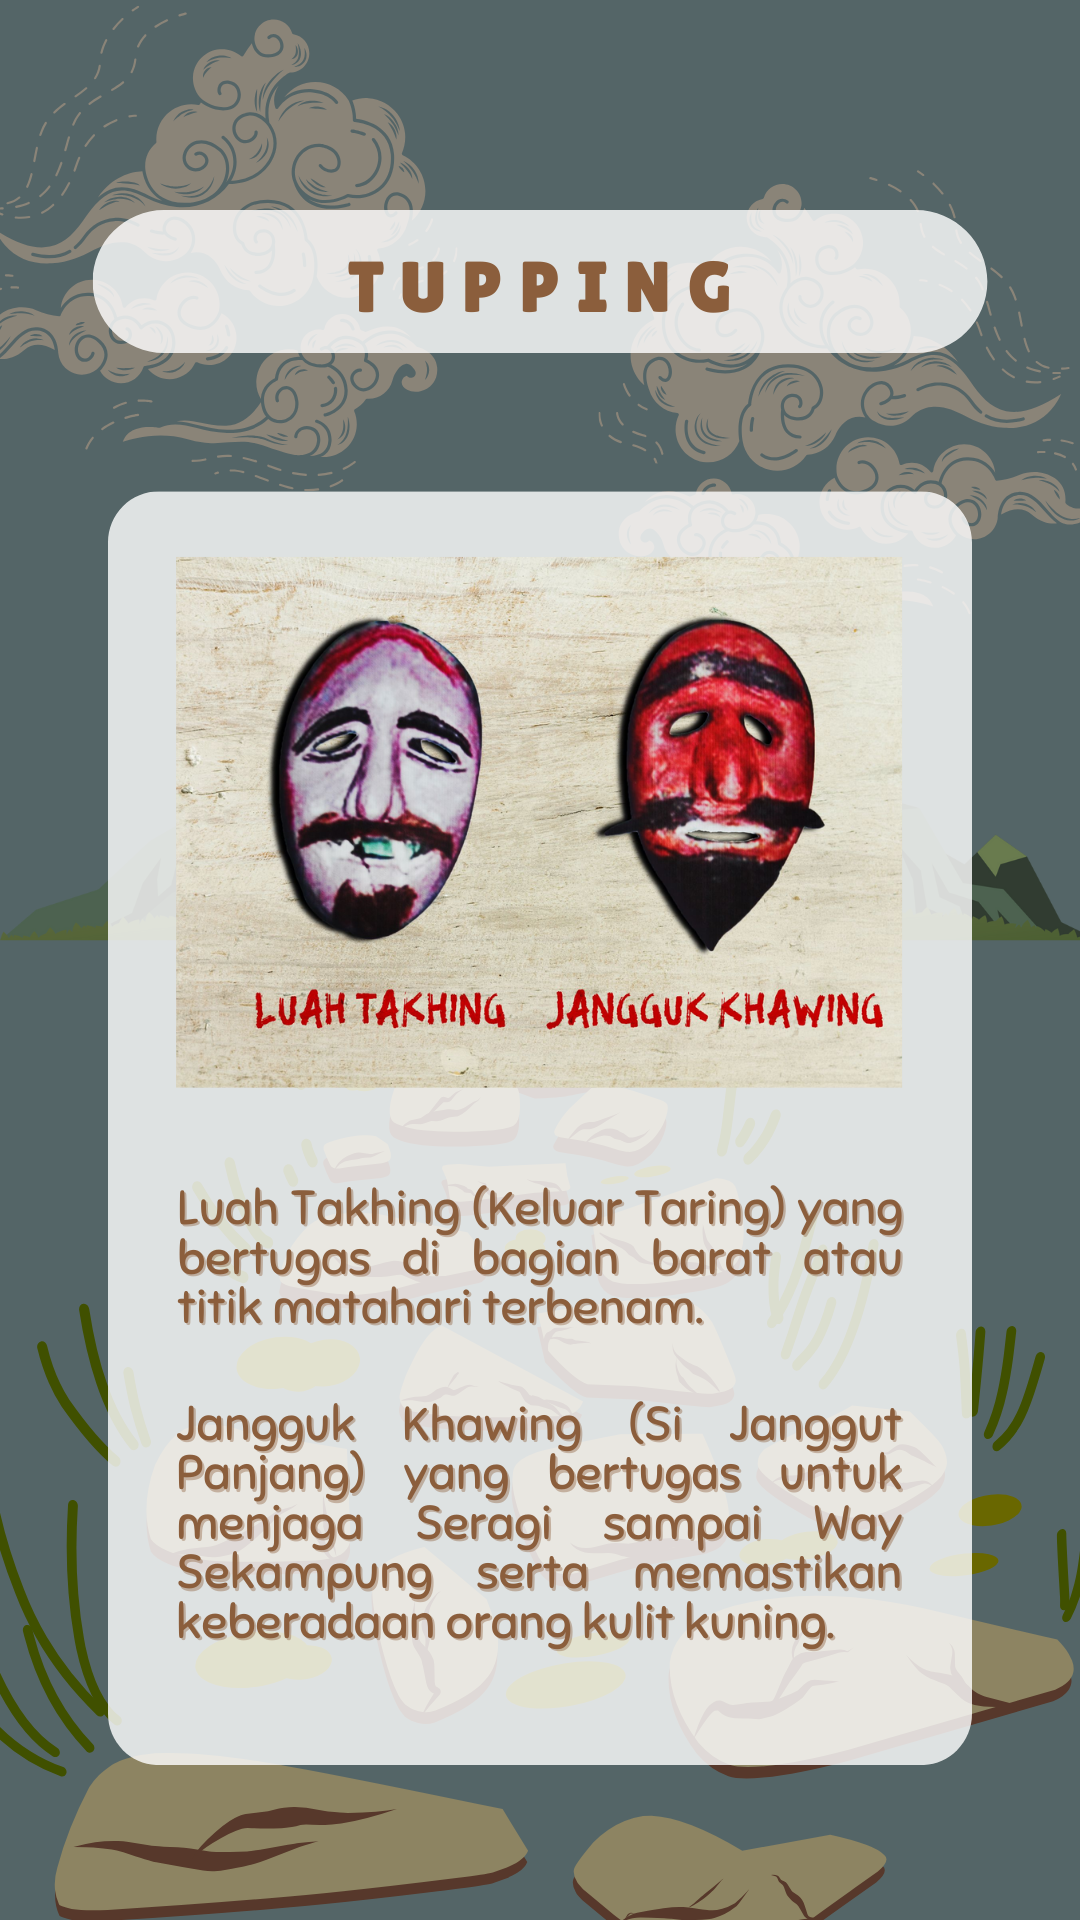 TUPPING
LUAH TAKHING JANGGUK KHAWING
Luah Takhing (Keluar Taring) yang
bertugas di bagian barat atau
titik matahari terbenam.
Jangguk Khawing (Si Janggut
Panjang) yang bertugas untuk
menjaga Seragi sampai Way
Sekampung serta memastikan
keberadaan orang kulit kuning.